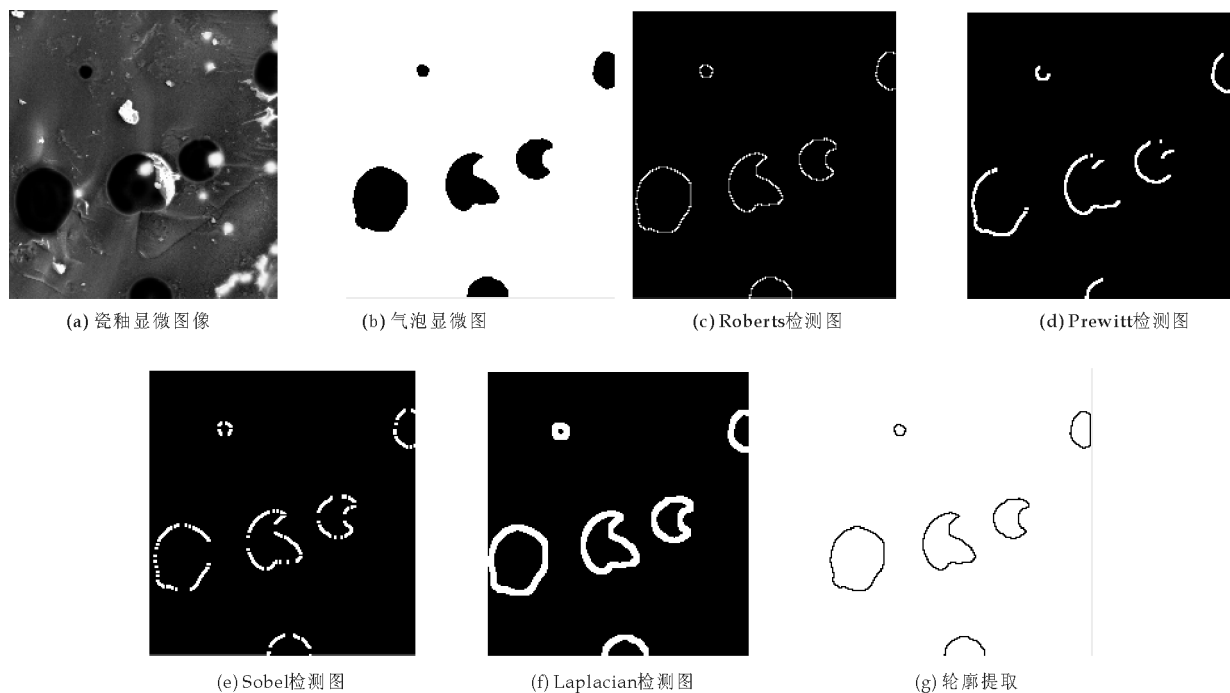 (a) 瓷釉显微图像
(b) 气泡显微图
(c) Roberts检测图
(d) Prewitt检测图
(e) Sobel检测图
(f) Laplacian检测图
(g) 轮廓提取